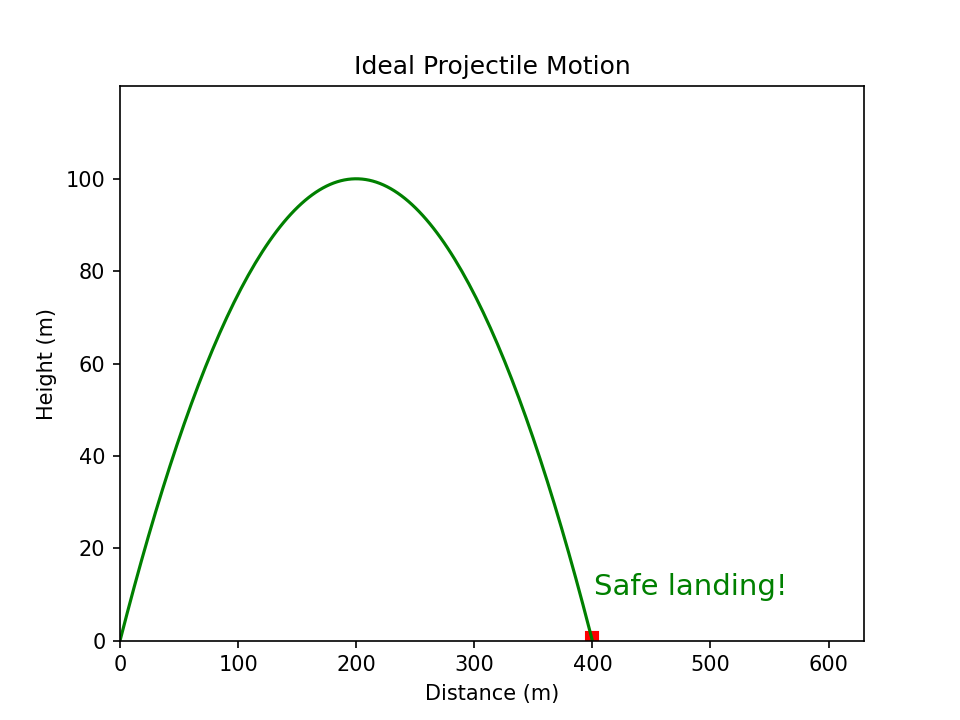 Ideal Projectile Motion
Height (m)
100
80
60
40
20
0
Safe landing!
0 100 200 300 400 500 600
Distance (m)